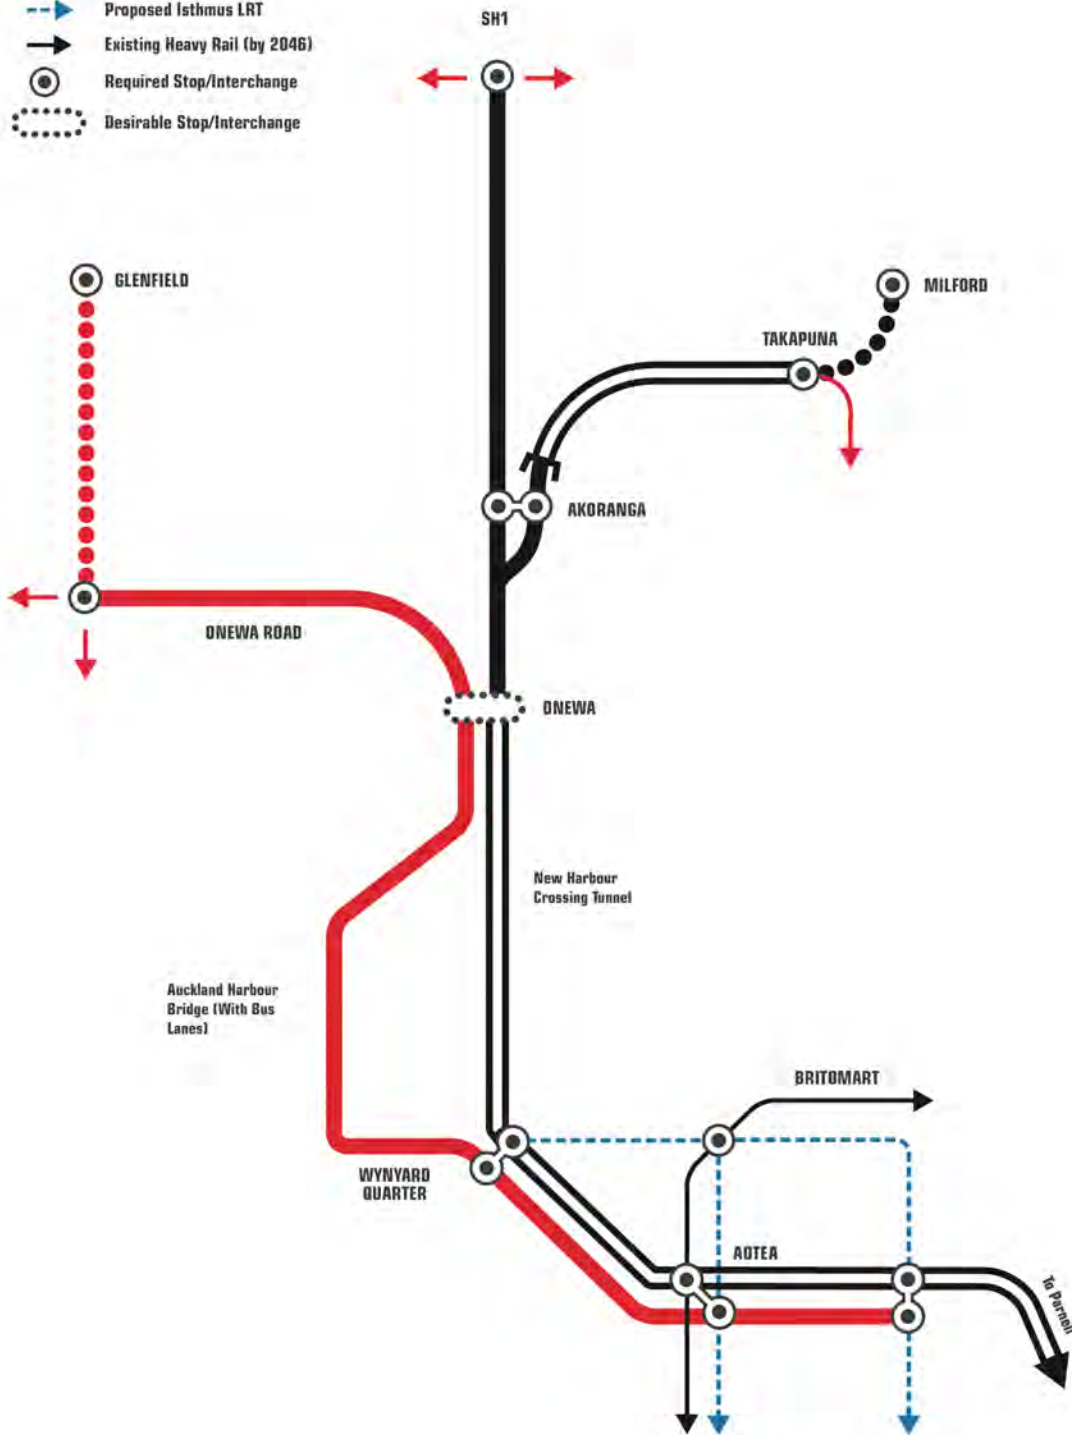 Proposed Isthmus LRT
SH1
Existing Heavy Rail (by 2046)
Required Stop/Interchange
Desirable Stop/Interchange
GLENFIELD
MILFORD
TAKAPUNA
AKORANGA
ONEWA ROAD
ONEWA
New Harbour
Crossing Tunnel
Auckland Harbour
Bridge (With Bus
Lanes)
BRITOMART
WYNYARD
QUARTER
AOTEA
To Parnell